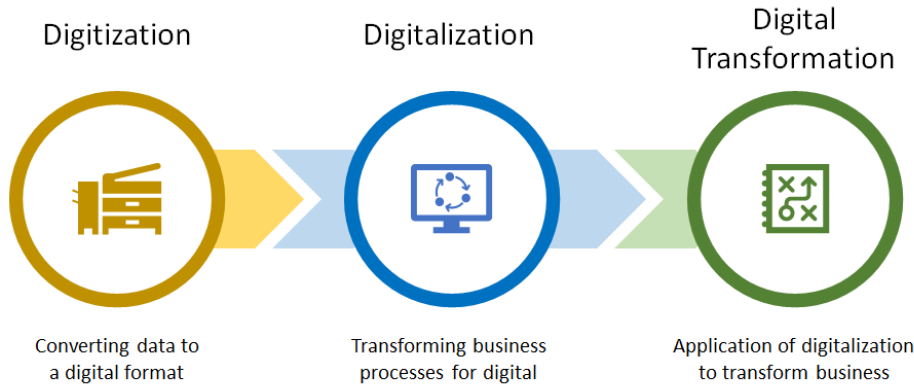 Digitization
Digitalization
Digital
Transformation
Converting data to
a digital format
Transforming business
processes for digital
Application of digitalization
to transform business